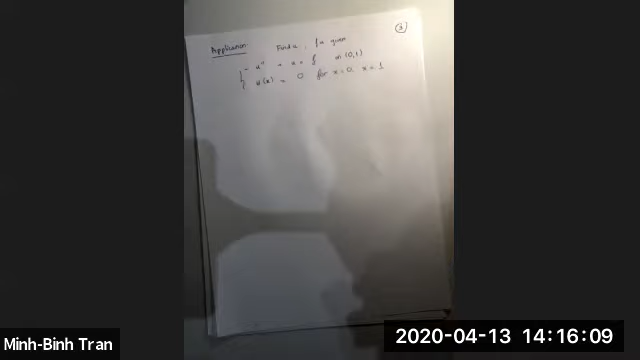 ③
Application Find u, f given
- u" + u = f in (0,1)
u(x) = 0 for x = 0, x = 1
Minh-Binh Tran
2020-04-13 14:16:09